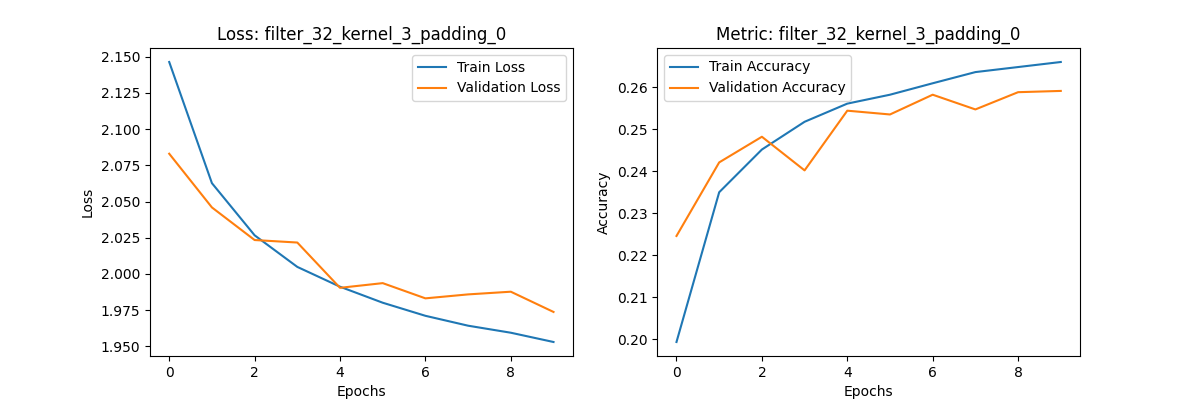 Loss: filter_32_kernel_3_padding_0
2.150
2.125
2.100
2.075
2.050
2.025
2.000
1.975
1.950
Loss
Train Loss
Validation Loss
0 2 4 6 8
Epochs
Metric: filter_32_kernel_3_padding_0
0.26
0.25
0.24
0.23
0.22
0.21
0.20
Accuracy
Train Accuracy
Validation Accuracy
0 2 4 6 8
Epochs